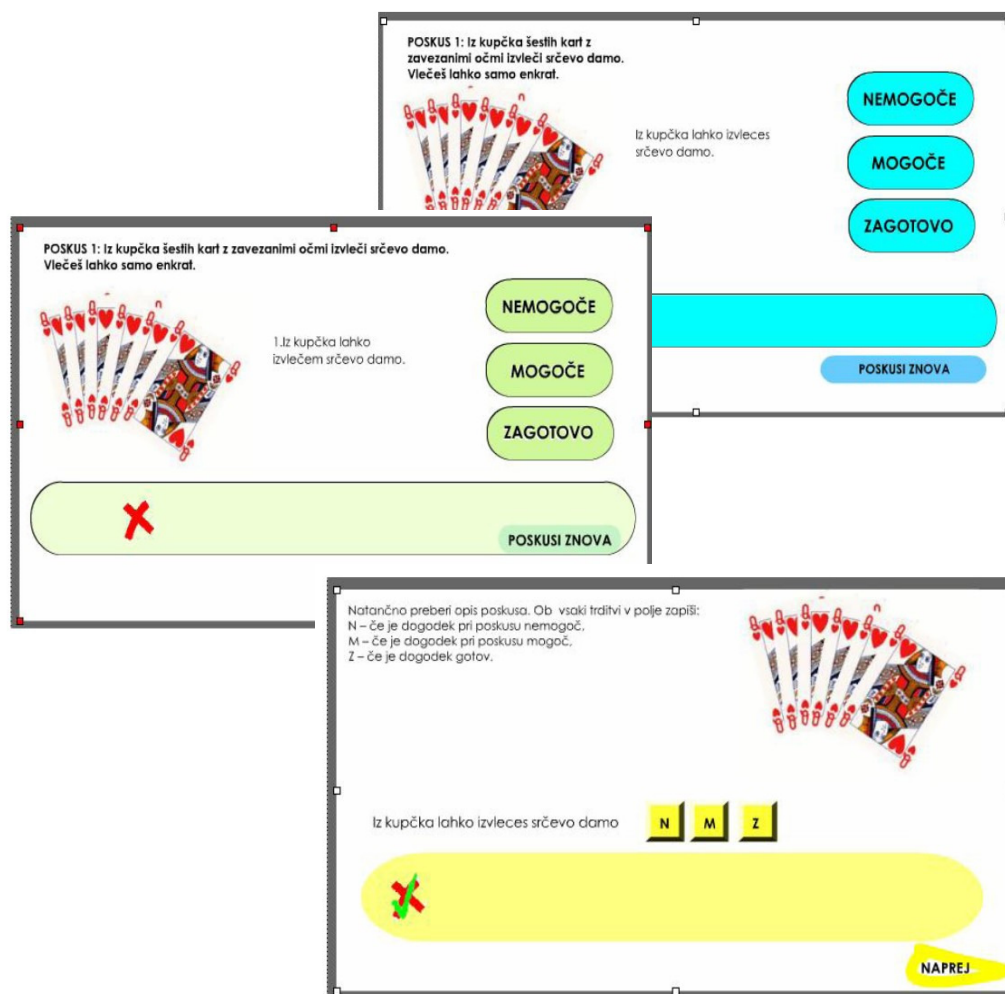 POSKUS 1: Iz kupčka šestih kart z
zavezanimi očmi izvleči srčevo damo.
Vlečeš lahko samo enkrat.
Iz kupčka lahko izvleces
srčevo damo.
NEMOGOČE
MOGOČE
ZAGOTOVO
POSKUSI ZNOVA
POSKUS 1: Iz kupčka šestih kart z zavezanimi očmi izvleči srčevo damo.
Vlečeš lahko samo enkrat.
1.Iz kupčka lahko
izvlečem srčevo damo.
NEMOGOČE
MOGOČE
ZAGOTOVO
POSKUSI ZNOVA
Natančno preberi opis poskusa. Ob vsaki trditvi v polje zapiši:
N – če je dogodek pri poskusu nemogoč,
M – če je dogodek pri poskusu mogoč,
Z – če je dogodek gotov.
Iz kupčka lahko izvleces srčevo damo N M Z
NAPREJ